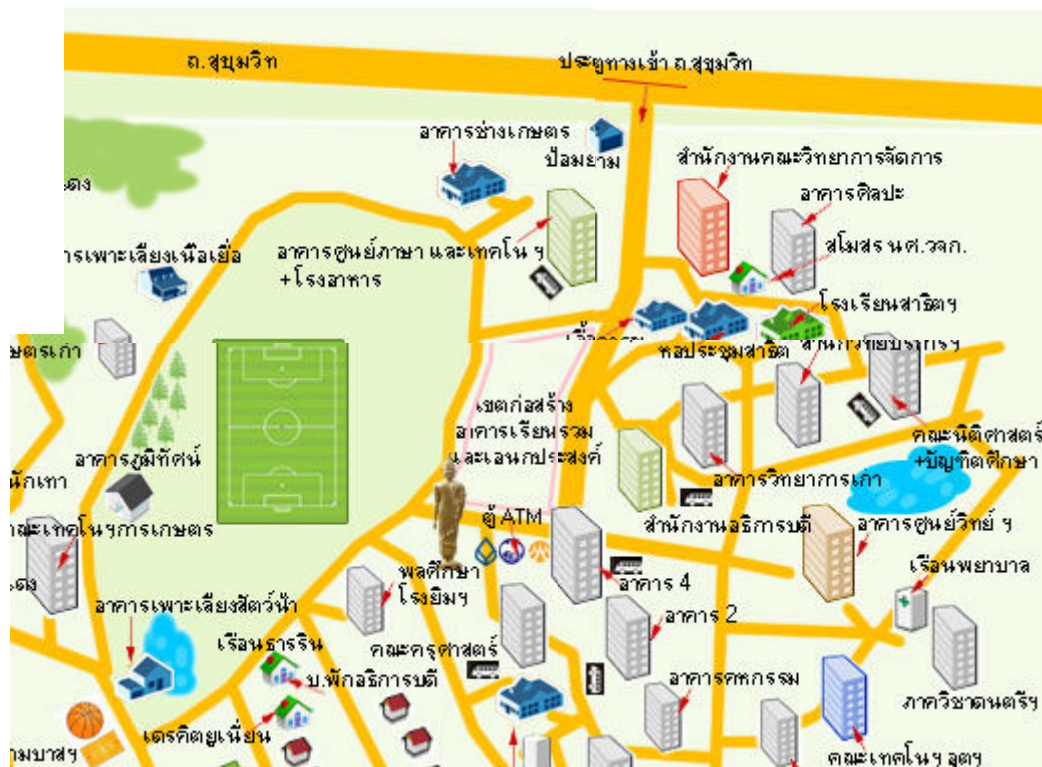 ถ.สุขุมวิท
ประตูทางเข้า ถ.สุขุมวิท
อาคารช่างเกษตร
ป้อมยาม
สำนักงานคณะวิทยาการจัดการ
อาคารศิลปะ
สโมสร นศ.วจก.
อาคารศูนย์ภาษา และเทคโน ฯ
+โรงอาหาร
โรงเรียนสาธิตฯ
หอประชุมสาธิต
เขตก่อสร้าง
อาคารเรียนรวม
และเอนกประสงค์
คณะนิติศาสตร์
+บัญฑิตศึกษา
อาคารภูมิทัศน์
อาคารวิทยาการเก่า
ตู้ ATM
สำนักงานอธิการบดี
อาคารศูนย์วิทย์ ฯ
เรือนพยาบาล
พลศึกษา
โรงยิมฯ
อาคาร 4
อาคาร 2
อาคารเพาะเลี้ยงสัตว์น้ำ
เรือนธารริน
คณะครุศาสตร์
บ.พักอธิการบดี
อาคารคหกรรม
ภาควิชาดนตรีฯ
เตรคิตยูเนี่ยน
คณะเทคโนฯ อุตฯ